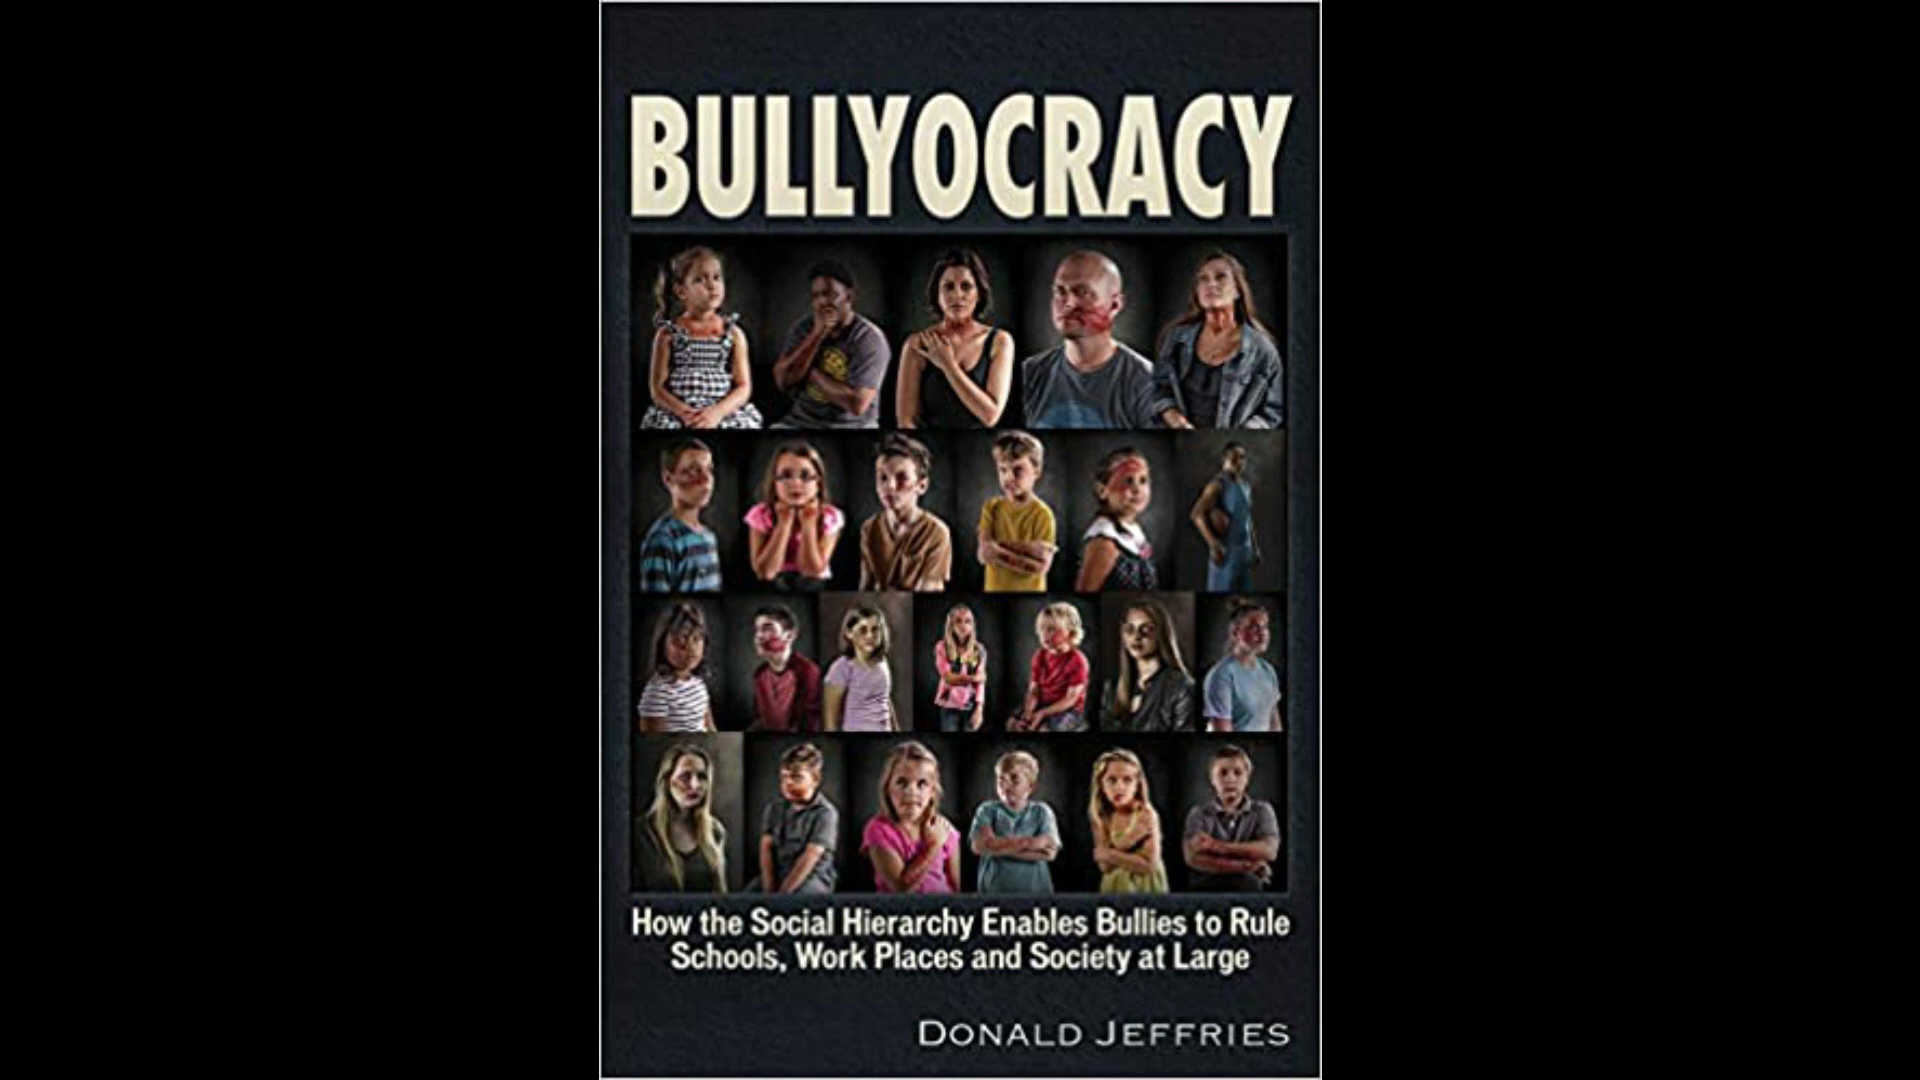 BULLYOCRACY
How the Social Hierarchy Enables Bullies to Rule
Schools, Work Places and Society at Large
DONALD JEFFRIES